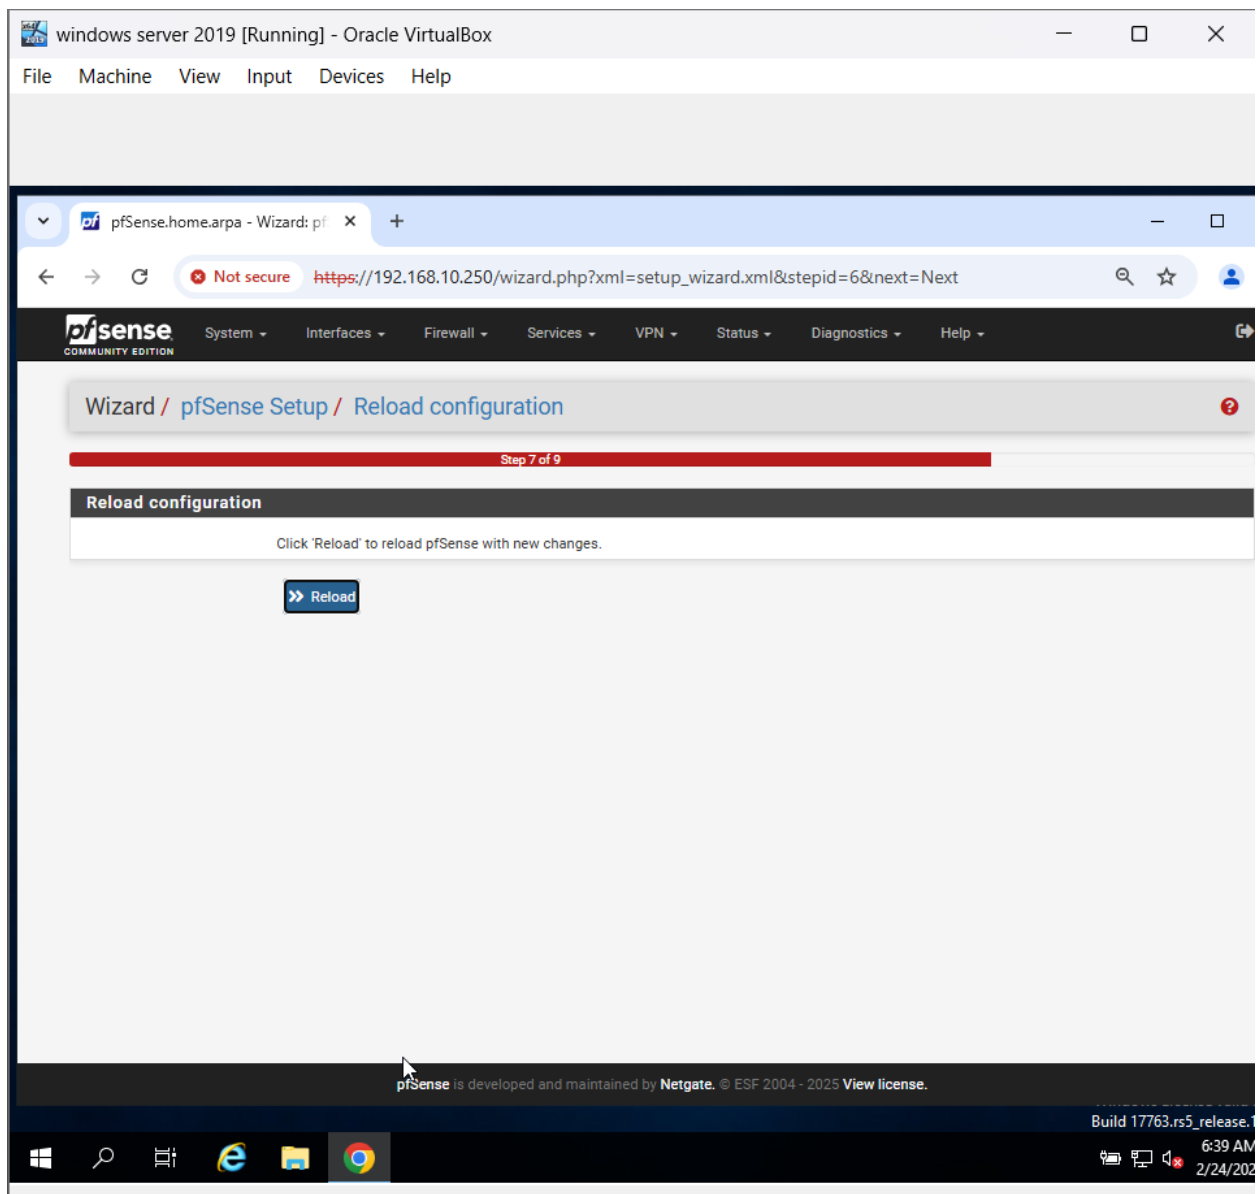 windows server 2019 [Running] - Oracle VirtualBox
File Machine View Input Devices Help
pfSense.home.arpa - Wizard: pf
Not secure https://192.168.10.250/wizard.php?xml=setup_wizard.xml&stepid=6&next=Next
pfsense COMMUNITY EDITION System Interfaces Firewall Services VPN Status Diagnostics Help
Wizard / pfSense Setup / Reload configuration
Step 7 of 9
Reload configuration
Click 'Reload' to reload pfSense with new changes.
Reload
pfSense is developed and maintained by Netgate. © ESF 2004 - 2025 View license.
Build 17763.rs5_release.1
6:39 AM
2/24/202